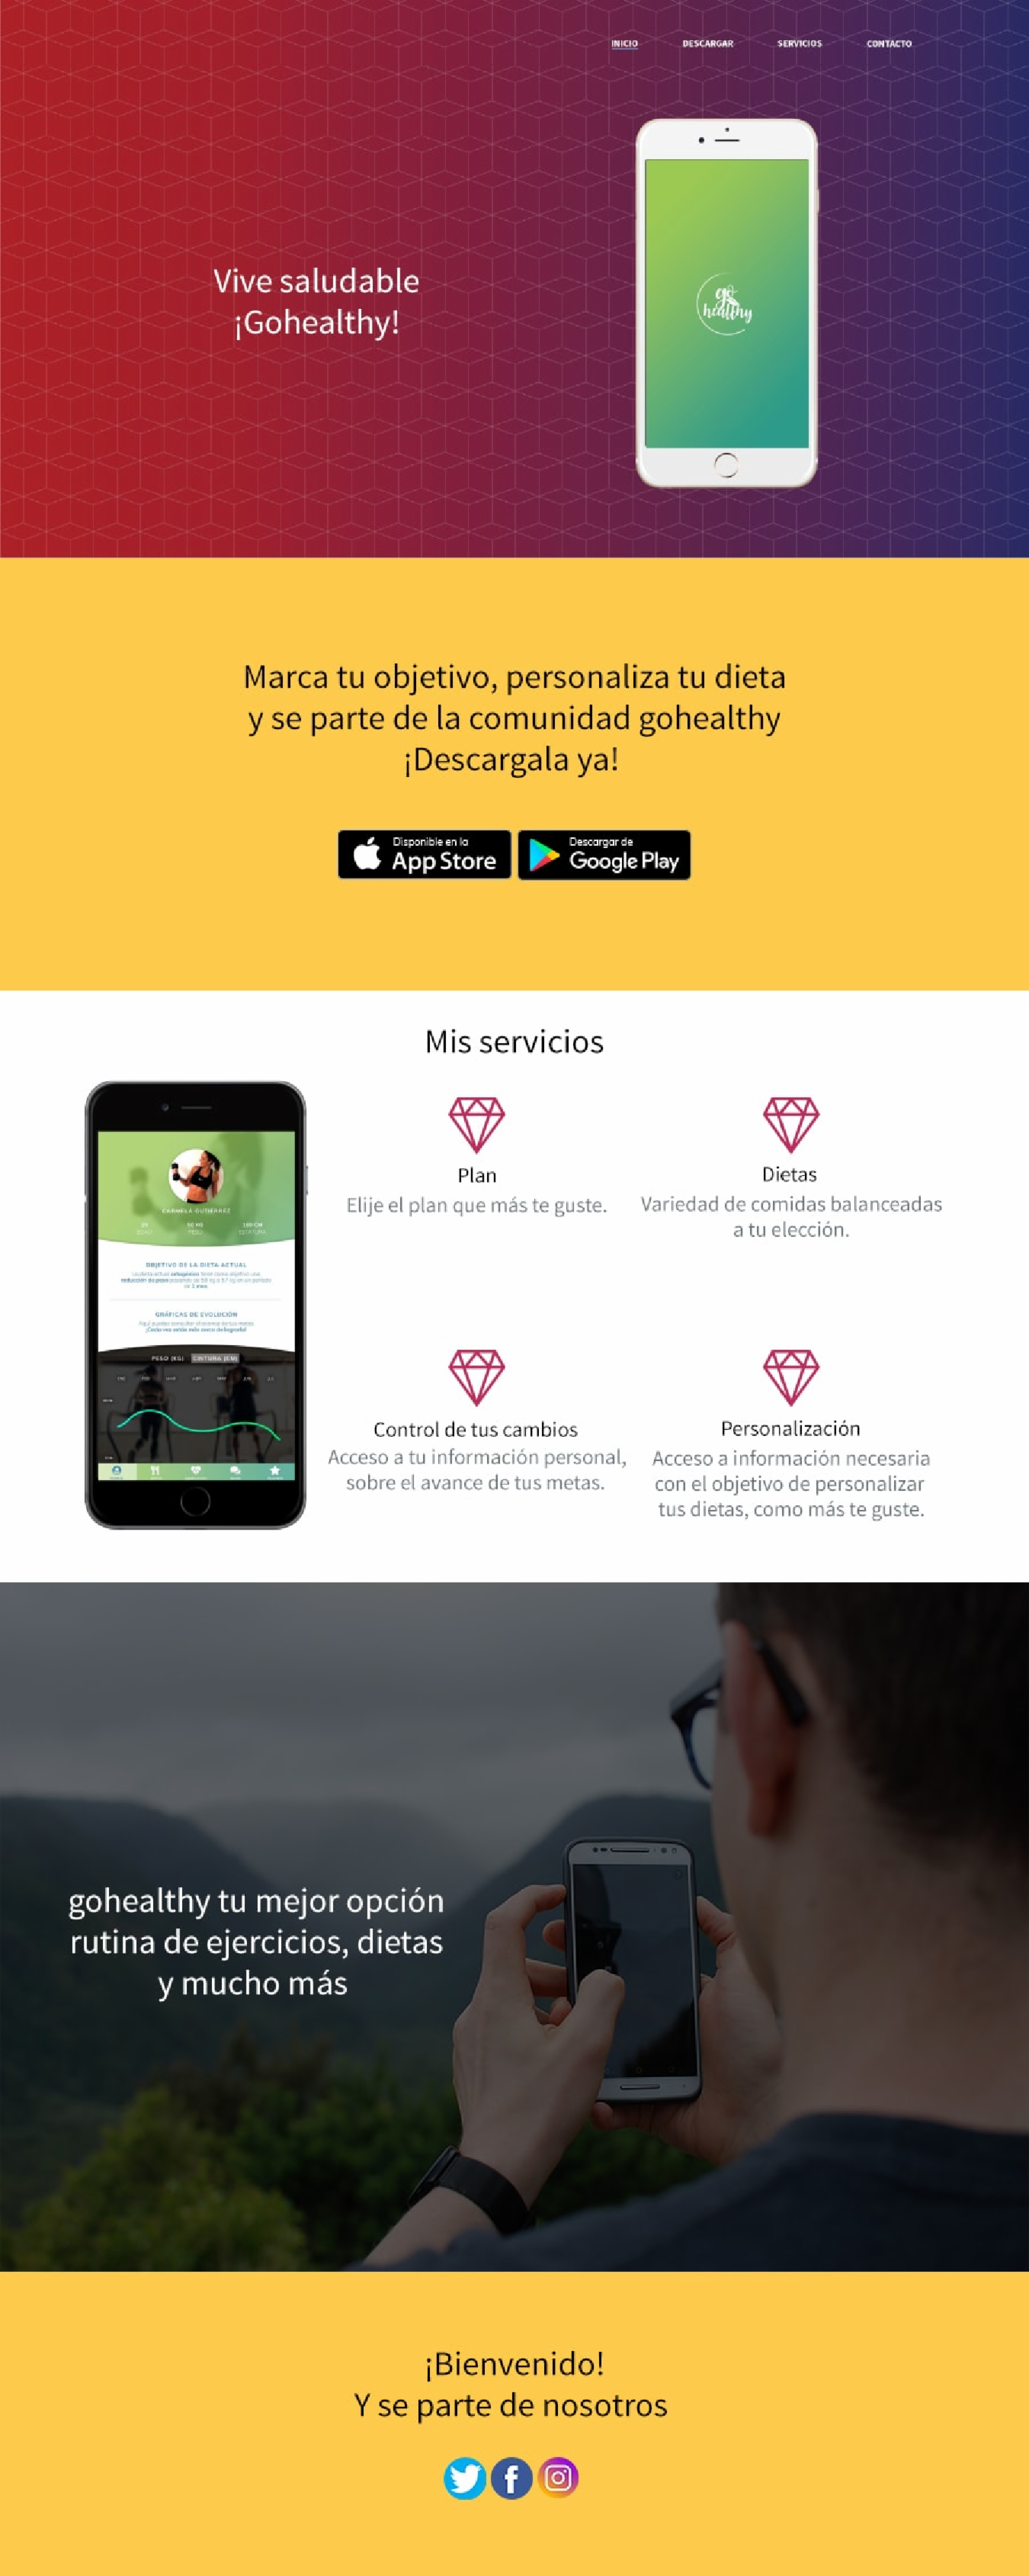 INICIO DESCARGAR SERVICIOS CONTACTO
go
healthy
Vive saludable
¡Gohealthy!
Marca tu objetivo, personaliza tu dieta
y se parte de la comunidad gohealthy
¡Descargala ya!
Disponible en la
App Store
Descargar de
Google Play
Mis servicios
Plan
Elije el plan que más te guste.
Dietas
Variedad de comidas balanceadas
a tu elección.
CARMELA GUTIÉRREZ
OBJETIVO DE LA DIETA ACTUAL
GRÁFICAS DE EVOLUCIÓN
PESO (KG) CINTURA (CM)
Control de tus cambios
Acceso a tu información personal,
sobre el avance de tus metas.
Personalización
Acceso a información necesaria
con el objetivo de personalizar
tus dietas, como más te guste.
gohealthy tu mejor opción
rutina de ejercicios, dietas
y mucho más
¡Bienvenido!
Y se parte de nosotros